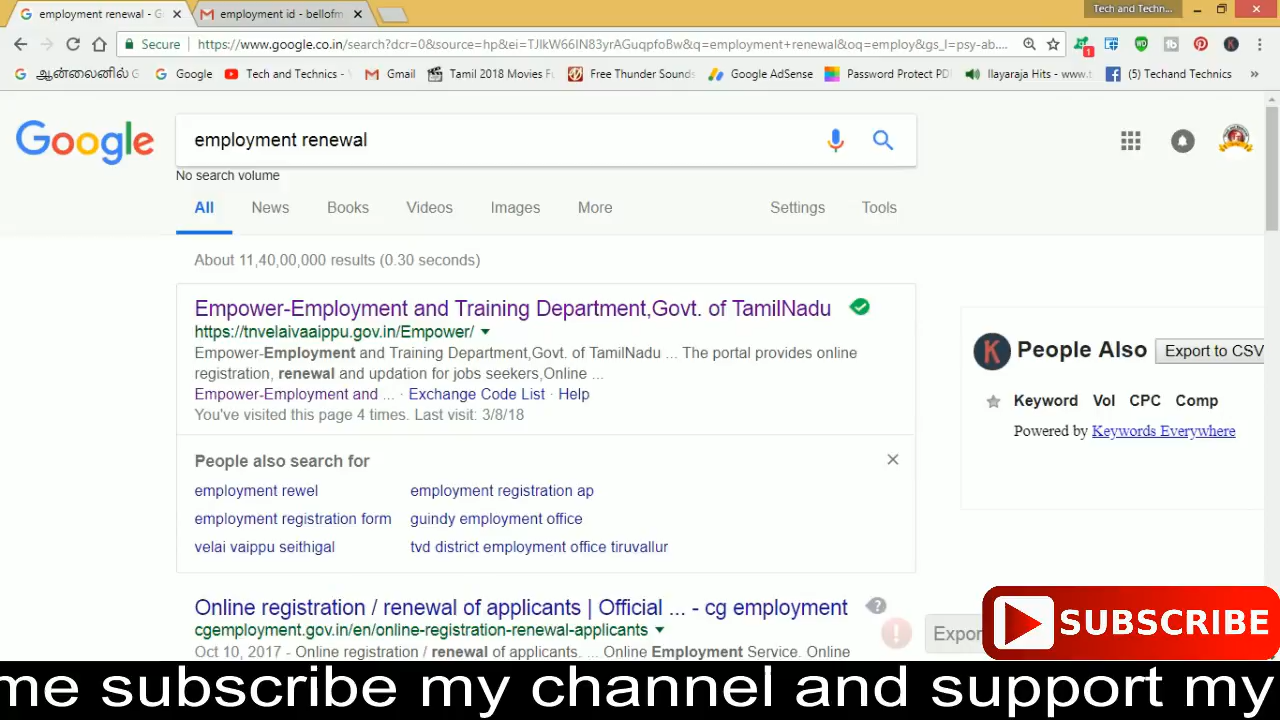 employment renewal - G
employment id - bellofm
Tech and Techn...
Secure
https://www.google.co.in/search?dcr=0&source=hp&ei=TJlkW66lN83yrAGuqpfoBw&q=employment+renewal&oq=employ&gs_l=psy-ab....
ஆன்லைனில் G
Google
Tech and Technics - Y
Gmail
Tamil 2018 Movies Fu
Free Thunder Sounds
Google AdSense
Password Protect PD
Ilayaraja Hits - www.t
(5) Techand Technics
»
Google
employment renewal
No search volume
All News Books Videos Images More Settings Tools
About 11,40,00,000 results (0.30 seconds)
Empower-Employment and Training Department,Govt. of TamilNadu
https://tnvelaivaaippu.gov.in/Empower/
Empower-Employment and Training Department,Govt. of TamilNadu ... The portal provides online
registration, renewal and updation for jobs seekers,Online ...
Empower-Employment and ... · Exchange Code List · Help
You've visited this page 4 times. Last visit: 3/8/18
People Also
Export to CSV
Keyword Vol CPC Comp
Powered by Keywords Everywhere
People also search for
employment rewel
employment registration ap
employment registration form
guindy employment office
velai vaippu seithigal
tvd district employment office tiruvallur
Online registration / renewal of applicants | Official ... - cg employment
cgemployment.gov.in/en/online-registration-renewal-applicants
Oct 10, 2017 - Online registration / renewal of applicants. ... Online Employment Service. Online
Expor
SUBSCRIBE
me subscribe my channel and support my